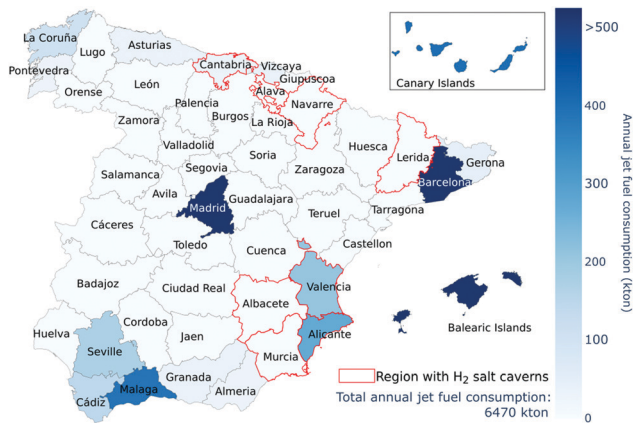 >500
La Coruña
Asturias
Cantabria
Vizcaya
Giupuscoa
Lugo
Pontevedra
León
Alava
Navarre
Canary Islands
Orense
Palencia
Burgos
La Rioja
400
Zamora
Huesca
Lerida
Gerona
Valladolid
Soria
Zaragoza
Barcelona
Segovia
Salamanca
300
Avila
Madrid
Guadalajara
Tarragona
Teruel
Cáceres
Toledo
Castellon
Cuenca
200
Badajoz
Ciudad Real
Valencia
Albacete
Balearic Islands
Huelva
Cordoba
Alicante
Jaen
Murcia
100
Seville
Region with H₂ salt caverns
Granada
Malaga
Almeria
Cádiz
Total annual jet fuel consumption:
6470 kton
0
Annual jet fuel consumption (kton)